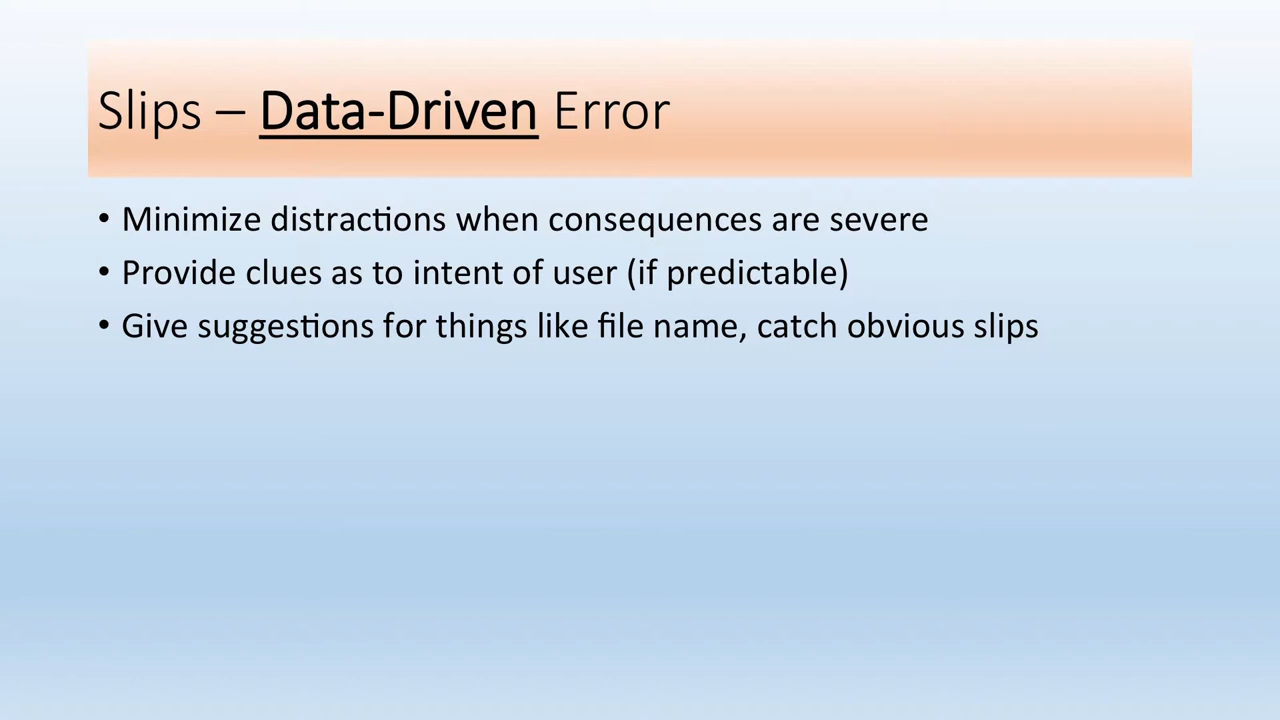 Slips – Data-Driven Error
• Minimize distractions when consequences are severe
• Provide clues as to intent of user (if predictable)
• Give suggestions for things like file name, catch obvious slips